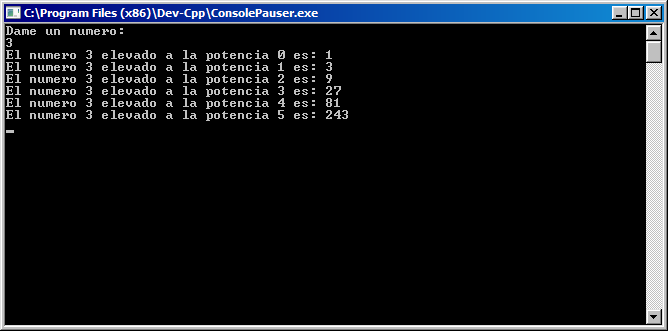 C:\Program Files (x86)\Dev-Cpp\ConsolePauser.exe
Dame un numero:
3
El numero 3 elevado a la potencia 0 es: 1
El numero 3 elevado a la potencia 1 es: 3
El numero 3 elevado a la potencia 2 es: 9
El numero 3 elevado a la potencia 3 es: 27
El numero 3 elevado a la potencia 4 es: 81
El numero 3 elevado a la potencia 5 es: 243